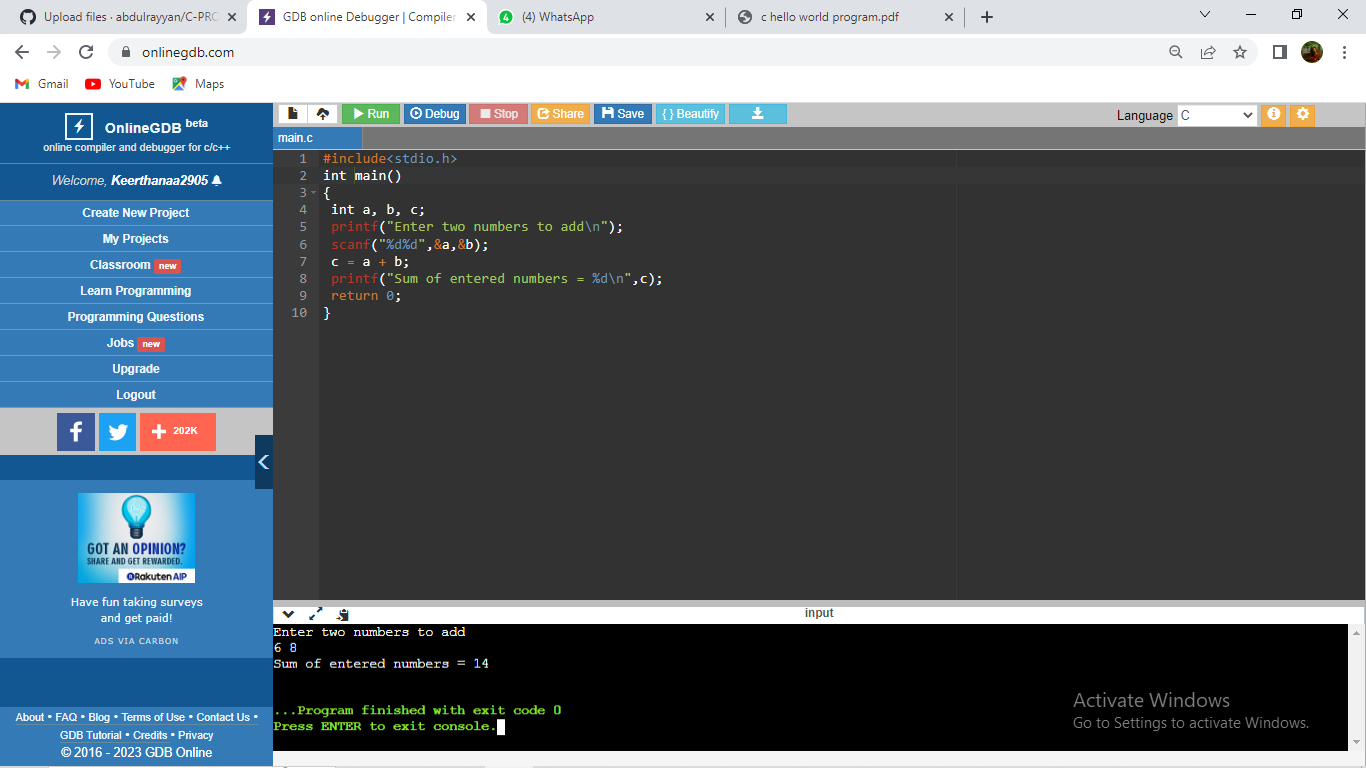 Upload files · abdulrayyan/C-PRC
GDB online Debugger | Compiler
(4) WhatsApp
c hello world program.pdf
onlinegdb.com
Gmail
YouTube
Maps
OnlineGDB beta
online compiler and debugger for c/c++
Welcome, Keerthanaa2905
Create New Project
My Projects
Classroom new
Learn Programming
Programming Questions
Jobs new
Upgrade
Logout
202K
GOT AN OPINION?
SHARE AND GET REWARDED.
Rakuten AIP
Have fun taking surveys
and get paid!
ADS VIA CARBON
About • FAQ • Blog • Terms of Use • Contact Us •
GDB Tutorial • Credits • Privacy
© 2016 - 2023 GDB Online
Run Debug Stop Share Save { } Beautify
Language C
main.c
1 #include<stdio.h>
2 int main()
3 {
4 int a, b, c;
5 printf("Enter two numbers to add\n");
6 scanf("%d%d",&a,&b);
7 c = a + b;
8 printf("Sum of entered numbers = %d\n",c);
9 return 0;
10 }
input
Enter two numbers to add
6 8
Sum of entered numbers = 14
...Program finished with exit code 0
Press ENTER to exit console.
Activate Windows
Go to Settings to activate Windows.